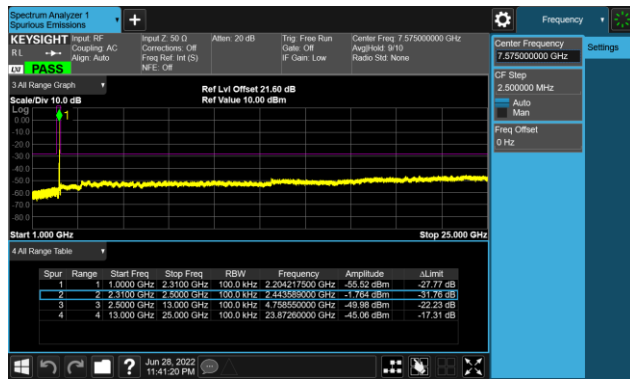 Spectrum Analyzer 1
Spurious Emissions
Frequency
KEYSIGHT Input: RF Input Z: 50 Ω Atten: 20 dB Trig: Free Run Center Freq: 7.575000000 GHz
RL Coupling: AC Corrections: Off Gate: Off Avg|Hold: 9/10
Align: Auto Freq Ref: Int (S) IF Gain: Low Radio Std: None
NFE: Off
LXI PASS
Center Frequency
7.575000000 GHz
Settings
CF Step
2.500000 MHz
Auto
Man
Freq Offset
0 Hz
3 All Range Graph
Ref Lvl Offset 21.60 dB
Scale/Div 10.0 dB Ref Value 10.00 dBm
Log
1
0.00
-10.0
-20.0
-30.0
-40.0
-50.0
-60.0
-70.0
-80.0
Start 1.000 GHz Stop 25.000 GHz
4 All Range Table
Spur Range Start Freq Stop Freq RBW Frequency Amplitude ΔLimit
1 1 1.0000 GHz 2.3100 GHz 100.0 kHz 2.204217500 GHz -55.52 dBm -27.77 dB
2 2 2.3100 GHz 2.5000 GHz 100.0 kHz 2.443589000 GHz -1.764 dBm -31.76 dB
3 3 2.5000 GHz 13.000 GHz 100.0 kHz 4.758550000 GHz -49.98 dBm -22.23 dB
4 4 13.000 GHz 25.000 GHz 100.0 kHz 23.87260000 GHz -45.06 dBm -17.31 dB
Jun 28, 2022
11:41:20 PM